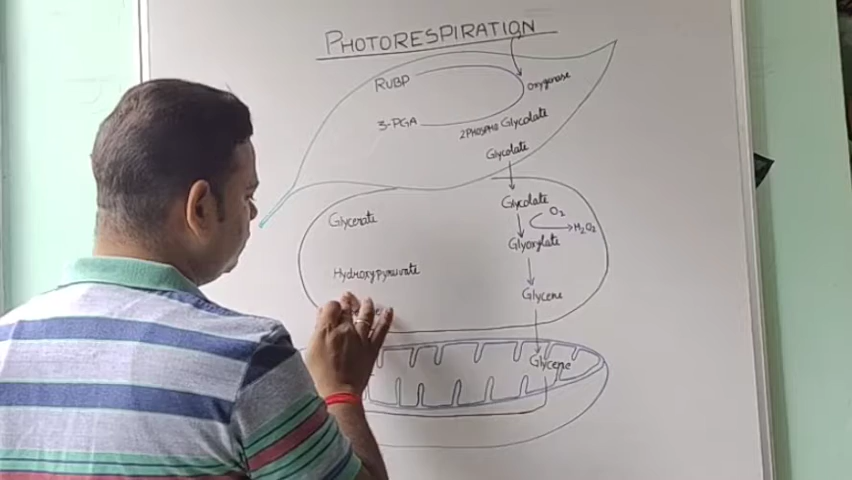 PHOTORESPIRATION
RUBP
Oxygenase
3-PGA
2PHOSPHO Glycolate
Glycolate
Glycolate
O2
H2O2
Glycerate
Glyoxylate
Hydroxypyruvate
Glycene
Glycene